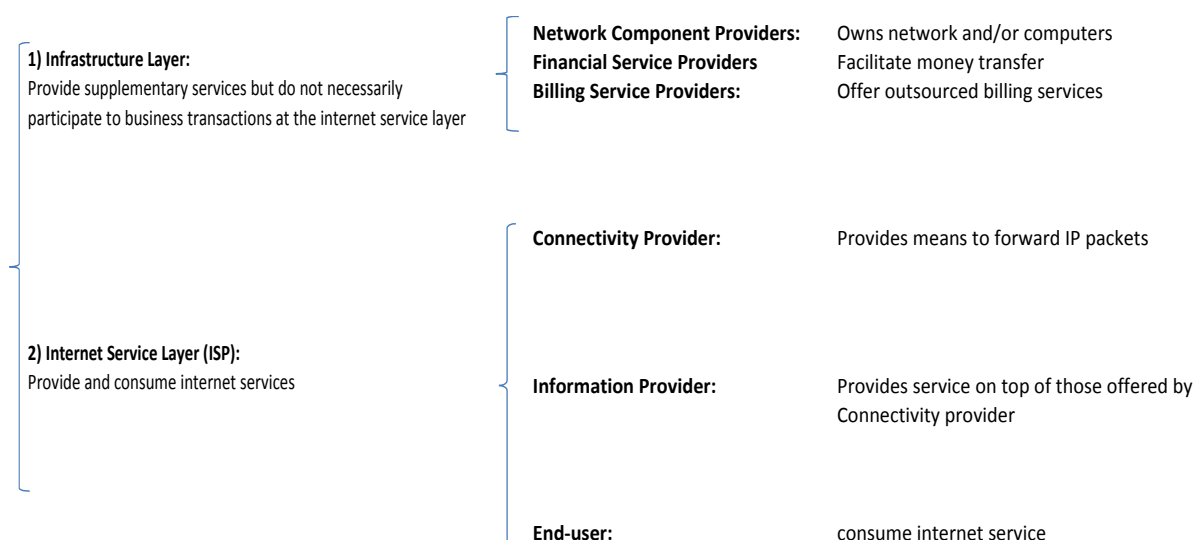 1) Infrastructure Layer:
Provide supplementary services but do not necessarily
participate to business transactions at the internet service layer
Network Component Providers: Owns network and/or computers
Financial Service Providers Facilitate money transfer
Billing Service Providers: Offer outsourced billing services
2) Internet Service Layer (ISP):
Provide and consume internet services
Connectivity Provider: Provides means to forward IP packets
Information Provider: Provides service on top of those offered by
Connectivity provider
End-user: consume internet service